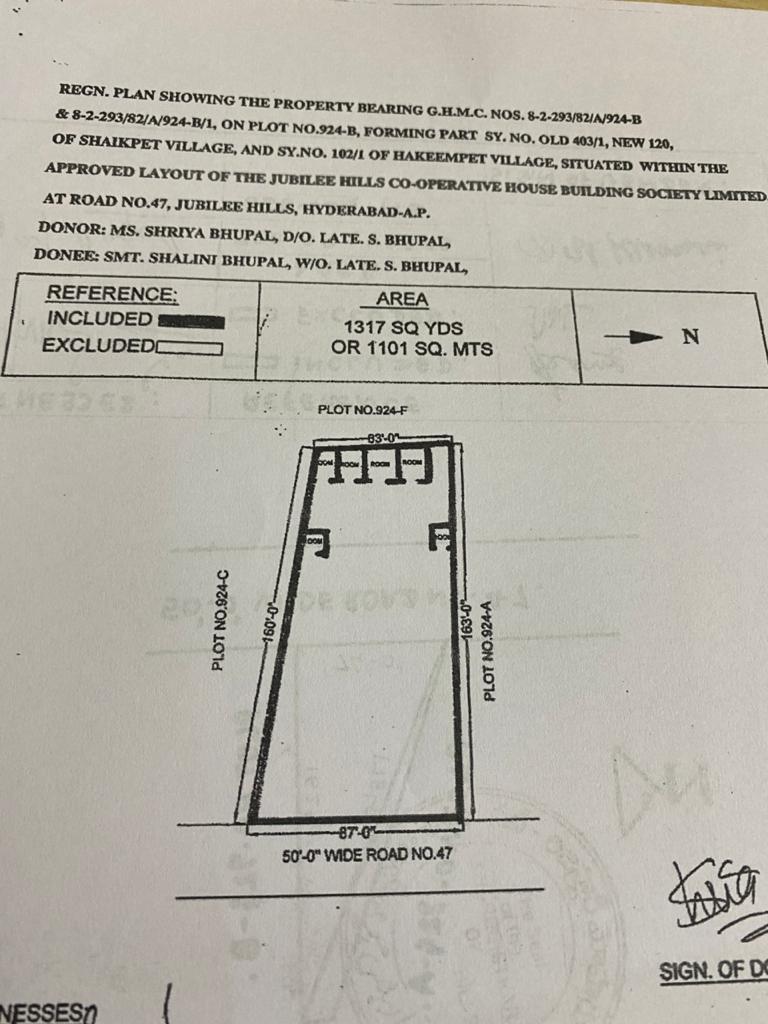 REGN. PLAN SHOWING THE PROPERTY BEARING G.H.M.C. NOS. 8-2-293/82/A/924-B
& 8-2-293/82/A/924-B/1, ON PLOT NO.924-B, FORMING PART SY. NO. OLD 403/1, NEW 120,
OF SHAIKPET VILLAGE, AND SY.NO. 102/1 OF HAKEEMPET VILLAGE, SITUATED WITHIN THE
APPROVED LAYOUT OF THE JUBILEE HILLS CO-OPERATIVE HOUSE BUILDING SOCIETY LIMITED
AT ROAD NO.47, JUBILEE HILLS, HYDERABAD-A.P.
DONOR: MS. SHRIYA BHUPAL, D/O. LATE. S. BHUPAL,
DONEE: SMT. SHALINI BHUPAL, W/O. LATE. S. BHUPAL,
REFERENCE:
INCLUDED
EXCLUDED
AREA
1317 SQ YDS
OR 1101 SQ. MTS
N
PLOT NO.924-F
63'-0"
OOM ROOM ROOM ROOM
OOM
OOM
PLOT NO.924-C
160'-0"
163'-0"
PLOT NO.924-A
87'-0"
50'-0" WIDE ROAD NO.47
SIGN. OF DO
NESSES